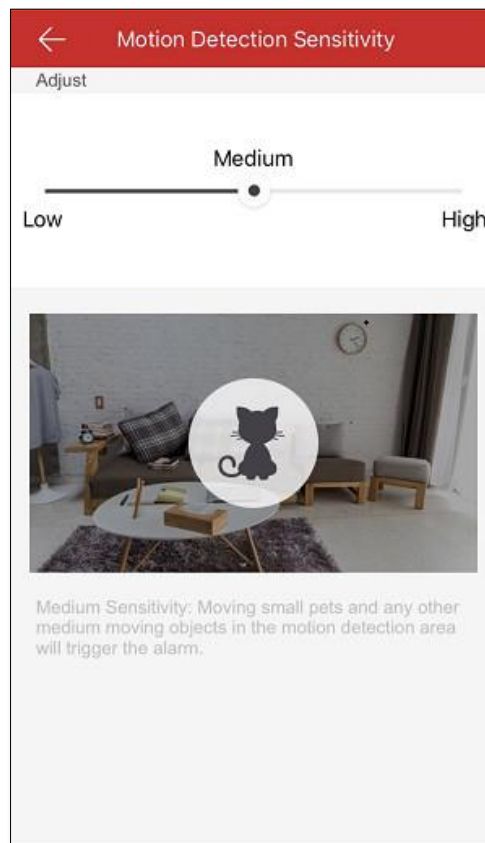 Motion Detection Sensitivity
Adjust
Medium
Low
High
Medium Sensitivity: Moving small pets and any other
medium moving objects in the motion detection area
will trigger the alarm.